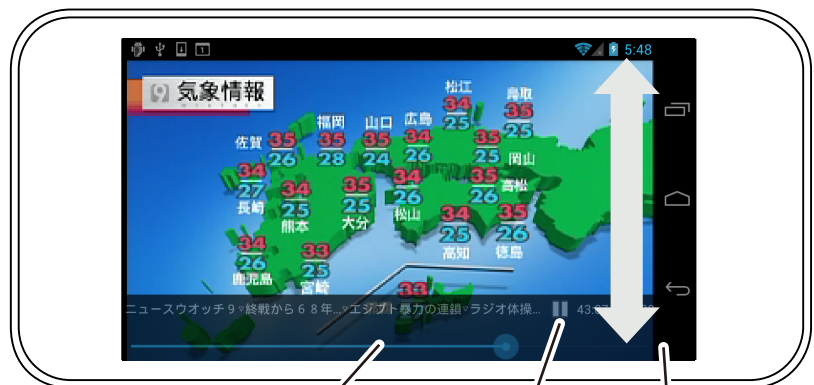 5:48
気象情報
松江
34
25
鳥取
35
25
福岡
35
28
山口
35
24
広島
34
26
佐賀
35
26
35
25
岡山
34
27
長崎
34
25
熊本
35
25
大分
34
26
松山
35
26
高松
34
25
高知
35
26
徳島
34
26
鹿児島
33
25
宮崎
33
ニュースウオッチ９▽終戦から６８年...▽エジプト暴力の連鎖▽ラジオ体操...